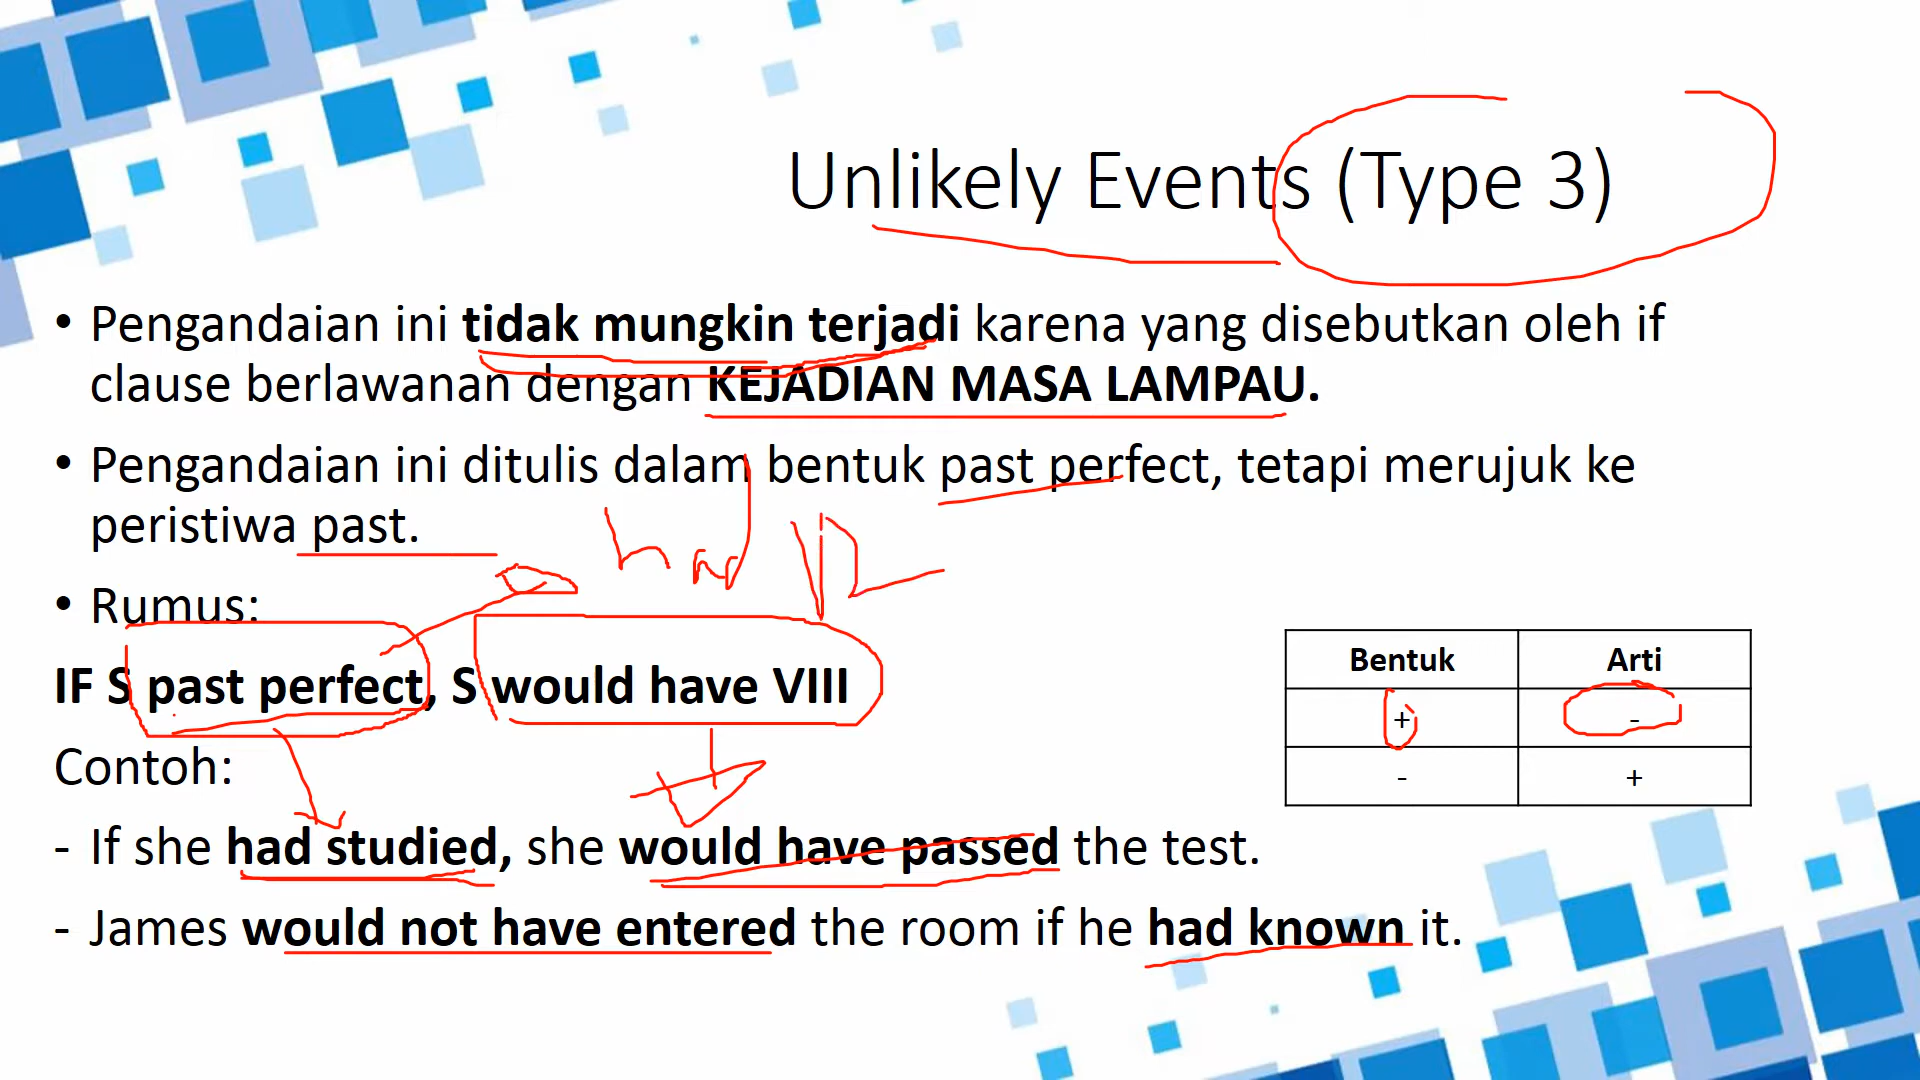 Unlikely Events (Type 3)
• Pengandaian ini tidak mungkin terjadi karena yang disebutkan oleh if
clause berlawanan dengan KEJADIAN MASA LAMPAU.
• Pengandaian ini ditulis dalam bentuk past perfect, tetapi merujuk ke
peristiwa past.
had
• Rumus:
IF S past perfect, S would have VIII
Bentuk Arti
+ -
- +
Contoh:
- If she had studied, she would have passed the test.
- James would not have entered the room if he had known it.